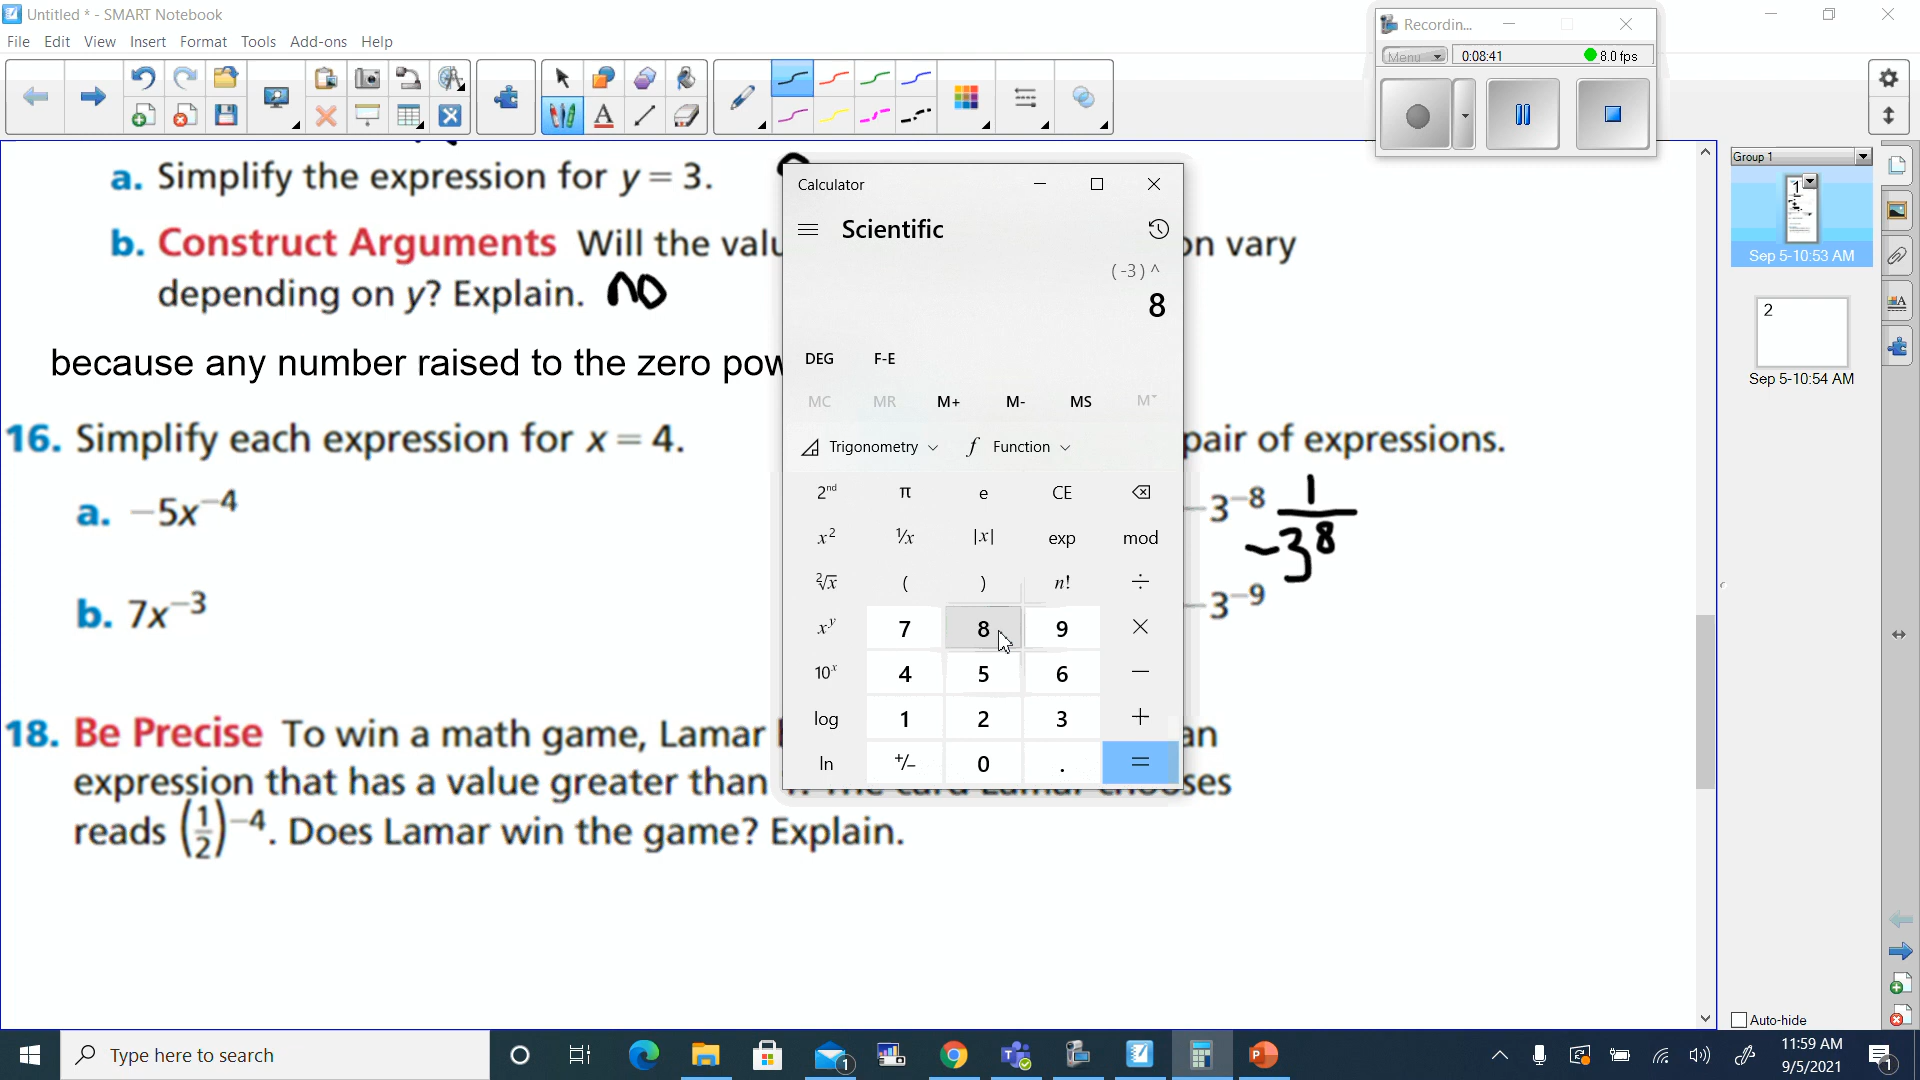 Untitled * - SMART Notebook
File Edit View Insert Format Tools Add-ons Help
Recordin...
Menu 0:08:41 8.0 fps
a. Simplify the expression for y = 3.
b. Construct Arguments Will the valu
on vary
depending on y? Explain. no
because any number raised to the zero pow
16. Simplify each expression for x = 4.
pair of expressions.
a. −5x⁻⁴
b. 7x⁻³
−3⁻⁸ 1
−3⁸
−3⁻⁹
18. Be Precise To win a math game, Lamar
an
expression that has a value greater than
reads (1/2)⁻⁴. Does Lamar win the game? Explain.
Calculator
Scientific
(-3) ^
8
DEG F-E
MC MR M+ M- MS M˅
Trigonometry f Function
2ⁿᵈ π e CE
x² ¹/x |x| exp mod
²√x ( ) n! ÷
xʸ 7 8 9 ×
10ˣ 4 5 6 −
log 1 2 3 +
ln +/− 0 . =
Group 1
1
Sep 5-10:53 AM
2
Sep 5-10:54 AM
Auto-hide
Type here to search
1
11:59 AM
9/5/2021
1